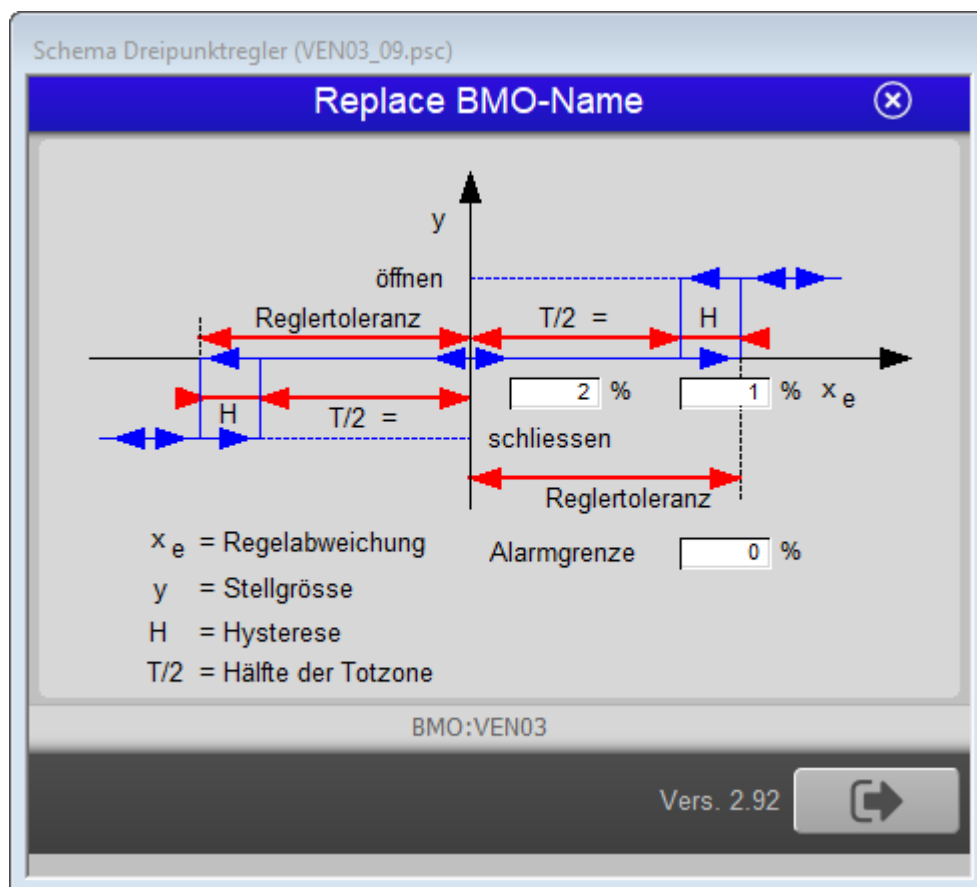 Schema Dreipunktregler (VEN03_09.psc)
Replace BMO-Name
y
öffnen
Reglertoleranz T/2 = H
2 % 1 % x e
H T/2 =
schliessen
Reglertoleranz
x e = Regelabweichung Alarmgrenze 0 %
y = Stellgrösse
H = Hysterese
T/2 = Hälfte der Totzone
BMO:VEN03
Vers. 2.92